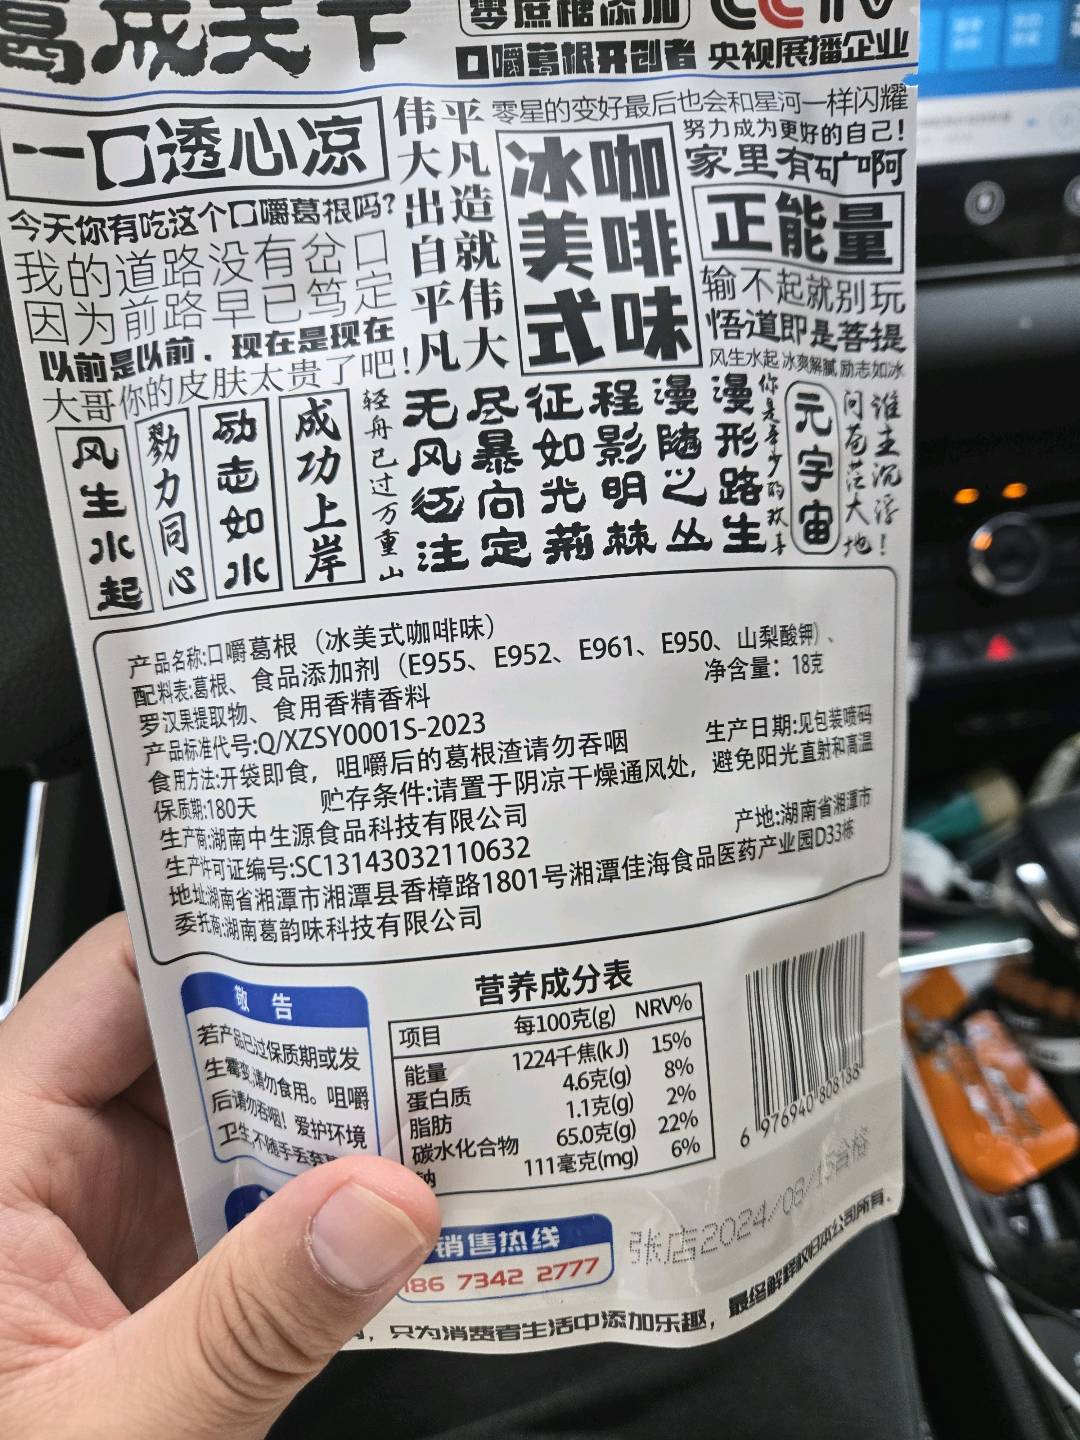 葛成天下
零蔗糖添加
CCTV
口嚼葛根开创者
央视展播企业
一口透心凉
今天你有吃这个口嚼葛根吗?
我的道路没有岔口
因为前路早已笃定
以前是以前．现在是现在
大哥你的皮肤太贵了吧!
平凡造就伟大
伟大出自平凡
零星的变好最后也会和星河一样闪耀
冰美式
咖啡味
努力成为更好的自己!
家里有矿啊
正能量
输不起就别玩
悟道即是菩提
风生水起 冰爽解腻 励志如冰
风生水起
勠力同心
励志如水
成功上岸
轻舟已过万重山
无尽征程漫漫
风暴如影随形
征向光明之路
注定荆棘丛生
你是年少的欢喜
元宇宙
问苍茫大地
谁主沉浮!
产品名称:口嚼葛根（冰美式咖啡味）
配料表:葛根、食品添加剂（E955、E952、E961、E950、山梨酸钾）、
罗汉果提取物、食用香精香料
净含量：18克
产品标准代号:Q/XZSY0001S-2023
食用方法:开袋即食，咀嚼后的葛根渣请勿吞咽
生产日期:见包装喷码
保质期:180天
贮存条件:请置于阴凉干燥通风处，避免阳光直射和高温
生产商:湖南中生源食品科技有限公司
产地:湖南省湘潭市
生产许可证编号:SC13143032110632
地址:湖南省湘潭市湘潭县香樟路1801号湘潭佳海食品医药产业园D33栋
委托商:湖南葛韵味科技有限公司
敬 告
若产品已过保质期或发
生霉变,请勿食用。咀嚼
后请勿吞咽！爱护环境
卫生,不随手丢弃
营养成分表
项目 每100克(g) NRV%
能量 1224千焦(kJ) 15%
蛋白质 4.6克(g) 8%
脂肪 1.1克(g) 2%
碳水化合物 65.0克(g) 22%
钠 111毫克(mg) 6%
6 976940 808188
销售热线
186 7342 2777
张店2024/08/15合格
，只为消费者生活中添加乐趣，最终解释权归本公司所有.